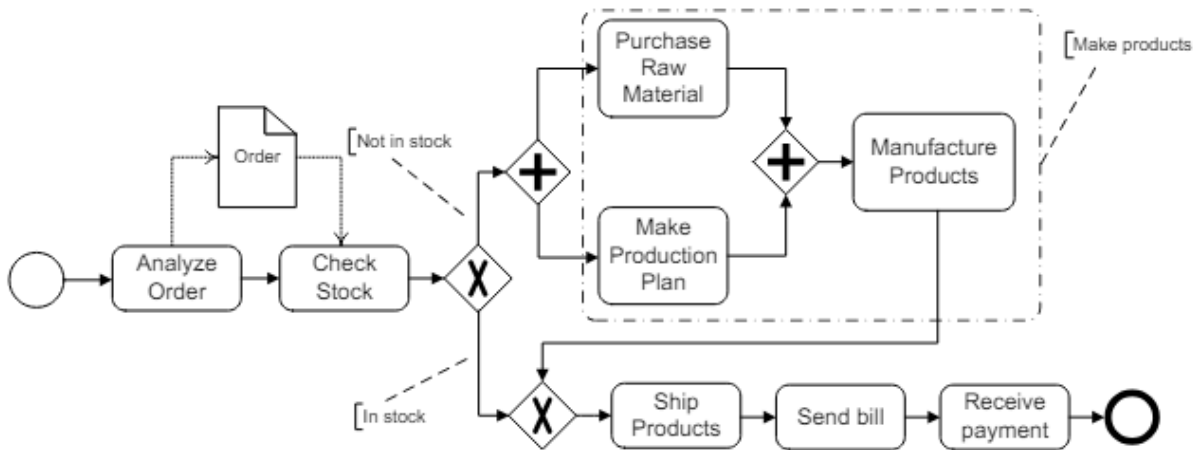 Purchase
Raw
Material
[Make products
[Not in stock
Order
Manufacture
Products
Make
Production
Plan
Analyze
Order
Check
Stock
[In stock
Ship
Products
Send bill
Receive
payment